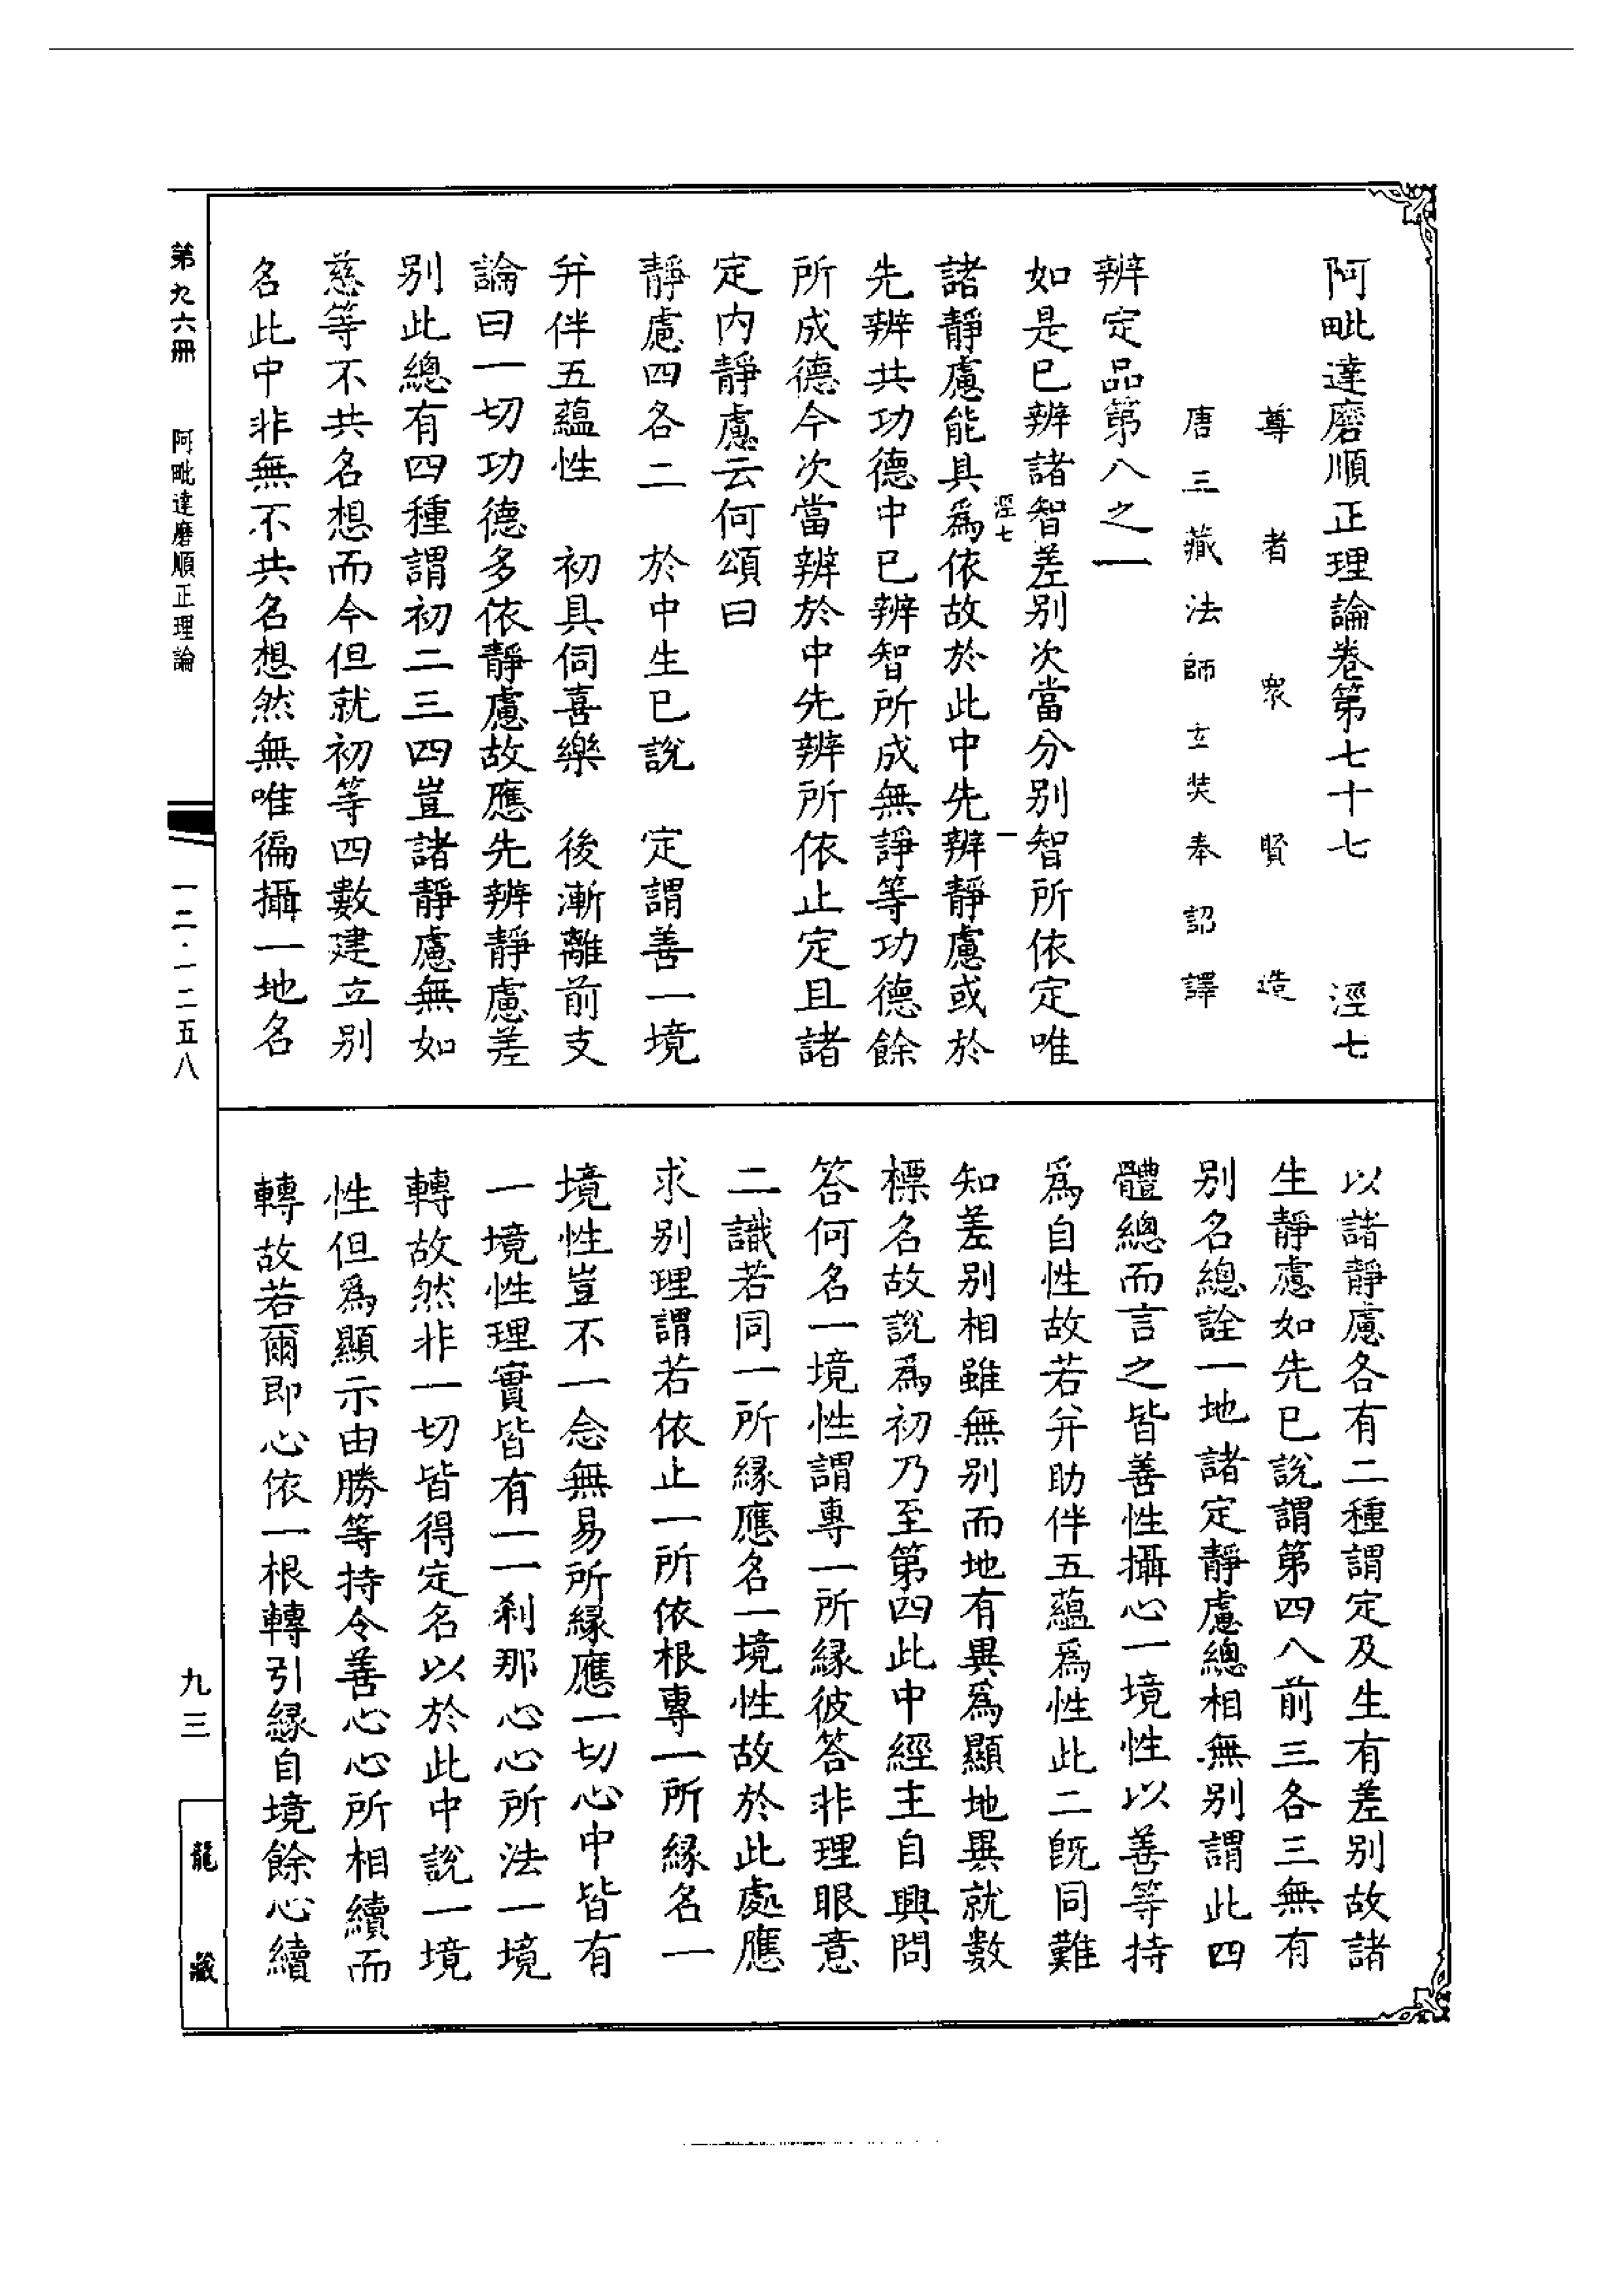 阿毗達磨順正理論卷第七十七 涇七
尊者衆賢造
唐三藏法師玄奘奉詔譯
辨定品第八之一
如是已辨諸智差別次當分別智所依定唯
涇七 一
諸靜慮能具爲依故於此中先辨靜慮或於
先辨共功德中已辨智所成無諍等功德餘
所成德今次當辨於中先辨所依止定且諸
定内靜慮云何頌曰
靜慮四各二 於中生已說 定謂善一境
并伴五蘊性 初具伺喜樂 後漸離前支
論曰一切功德多依靜慮故應先辨靜慮差
別此總有四種謂初二三四豈諸靜慮無如
慈等不共名想而今但就初等四數建立別
名此中非無不共名想然無唯徧攝一地名
以諸靜慮各有二種謂定及生有差別故諸
生靜慮如先已說謂第四八前三各三無有
別名總詮一地諸定靜慮總相無別謂此四
體總而言之皆善性攝心一境性以善等持
爲自性故若并助伴五蘊爲性此二旣同難
知差別相雖無別而地有異爲顯地異就數
標名故說爲初乃至第四此中經主自興問
答何名一境性謂專一所緣彼答非理眼意
二識若同一所緣應名一境性故於此處應
求別理謂若依止一所依根專一所緣名一
境性豈不一念無易所緣應一切心中皆有
一境性理實皆有一一剎那心心所法一境
轉故然非一切皆得定名以於此中說一境
性但爲顯示由勝等持令善心心所相續而
轉故若爾即心依一根轉引緣自境餘心續
第九六冊 阿毗達磨順正理論 一二·一二五八
九三
龍藏